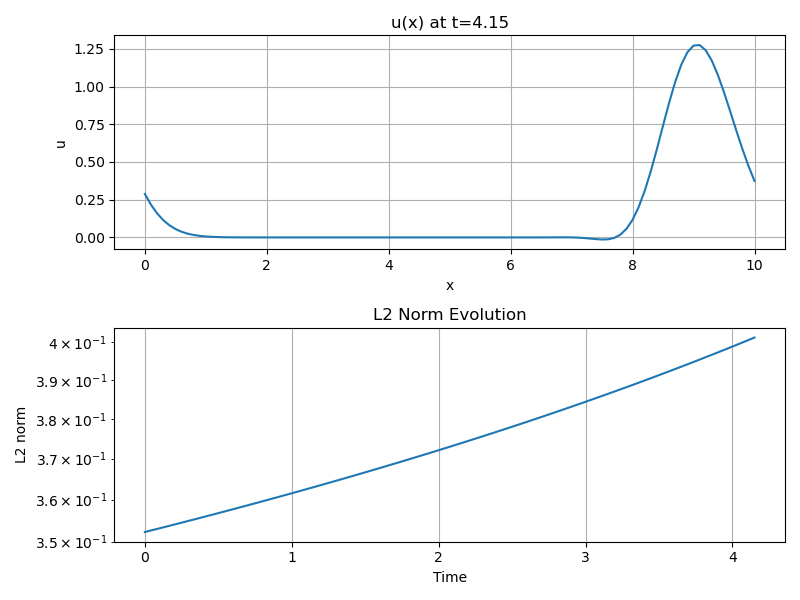 u(x) at t=4.15
1.25
1.00
0.75
0.50
0.25
0.00
u
0 2 4 6 8 10
x
L2 Norm Evolution
4 × 10⁻¹
3.9 × 10⁻¹
3.8 × 10⁻¹
3.7 × 10⁻¹
3.6 × 10⁻¹
3.5 × 10⁻¹
L2 norm
0 1 2 3 4
Time